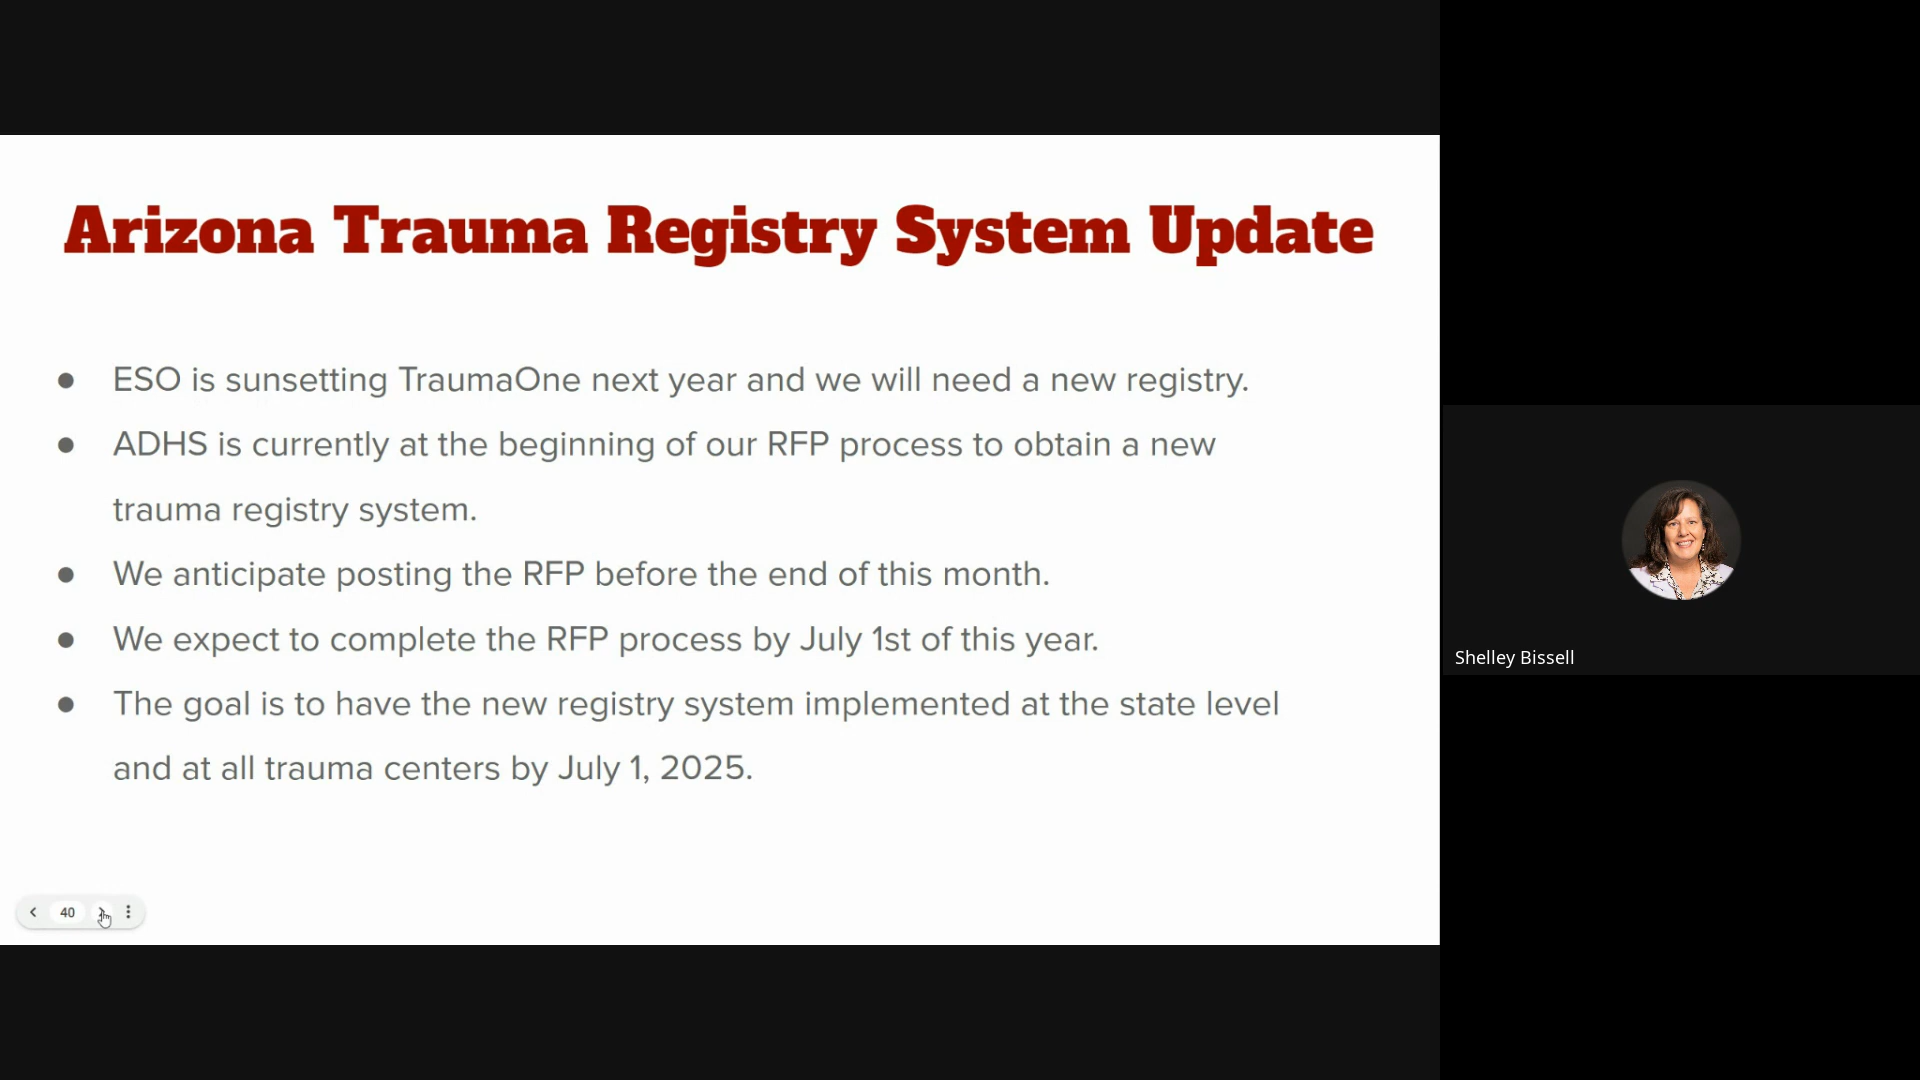 Arizona Trauma Registry System Update
● ESO is sunsetting TraumaOne next year and we will need a new registry.
● ADHS is currently at the beginning of our RFP process to obtain a new
trauma registry system.
● We anticipate posting the RFP before the end of this month.
● We expect to complete the RFP process by July 1st of this year.
● The goal is to have the new registry system implemented at the state level
and at all trauma centers by July 1, 2025.
40
Shelley Bissell